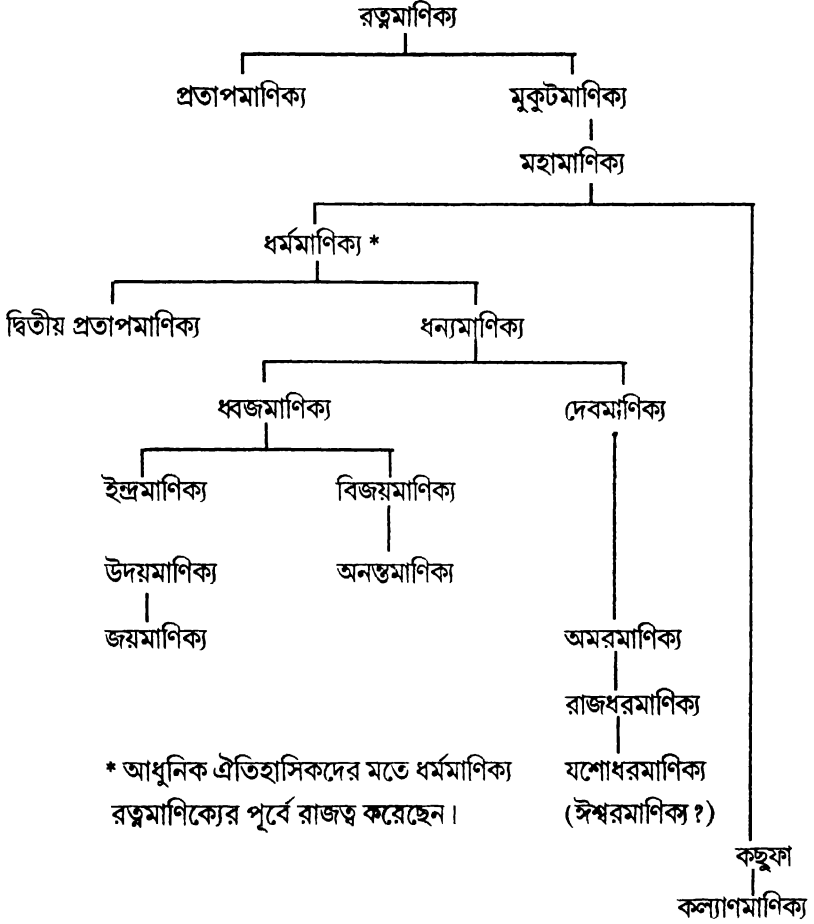 রত্নমাণিক্য
প্রতাপমাণিক্য মুকুটমাণিক্য
মহামাণিক্য
ধর্মমাণিক্য *
দ্বিতীয় প্রতাপমাণিক্য ধন্যমাণিক্য
ধ্বজমাণিক্য দেবমাণিক্য
ইন্দ্রমাণিক্য বিজয়মাণিক্য
উদয়মাণিক্য অনন্তমাণিক্য
জয়মাণিক্য অমরমাণিক্য
রাজধরমাণিক্য
* আধুনিক ঐতিহাসিকদের মতে ধর্মমাণিক্য যশোধরমাণিক্য
রত্নমাণিক্যের পূর্বে রাজত্ব করেছেন। (ঈশ্বরমাণিক্য?)
কছুফা
কল্যাণমাণিক্য